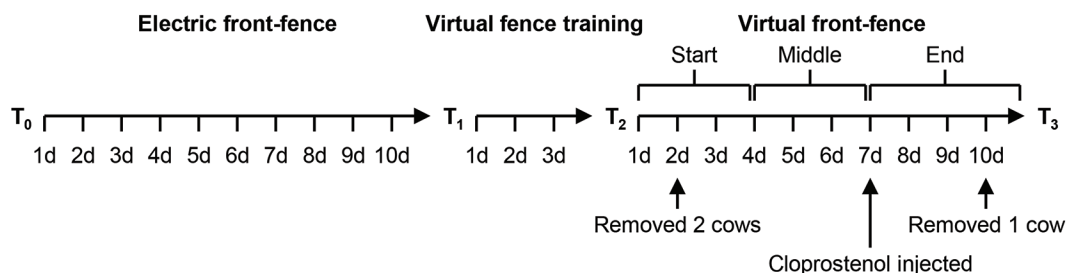 Electric front-fence Virtual fence training Virtual front-fence
Start Middle End
T0 T1 T2 T3
1d 2d 3d 4d 5d 6d 7d 8d 9d 10d 1d 2d 3d 1d 2d 3d 4d 5d 6d 7d 8d 9d 10d
Removed 2 cows Removed 1 cow
Cloprostenol injected